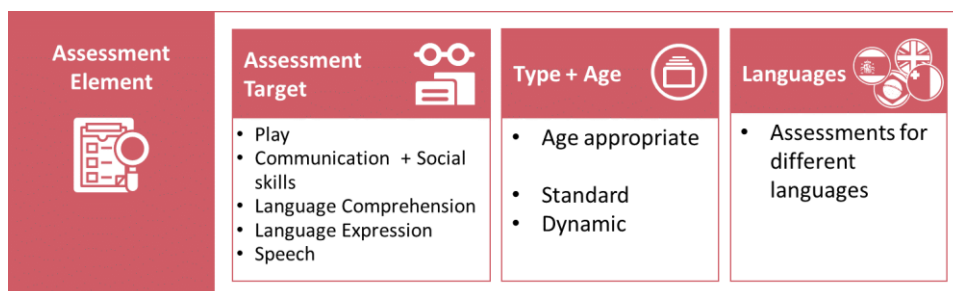 Assessment
Element
Assessment
Target
• Play
• Communication + Social
skills
• Language Comprehension
• Language Expression
• Speech
Type + Age
• Age appropriate
• Standard
• Dynamic
Languages
• Assessments for
different
languages